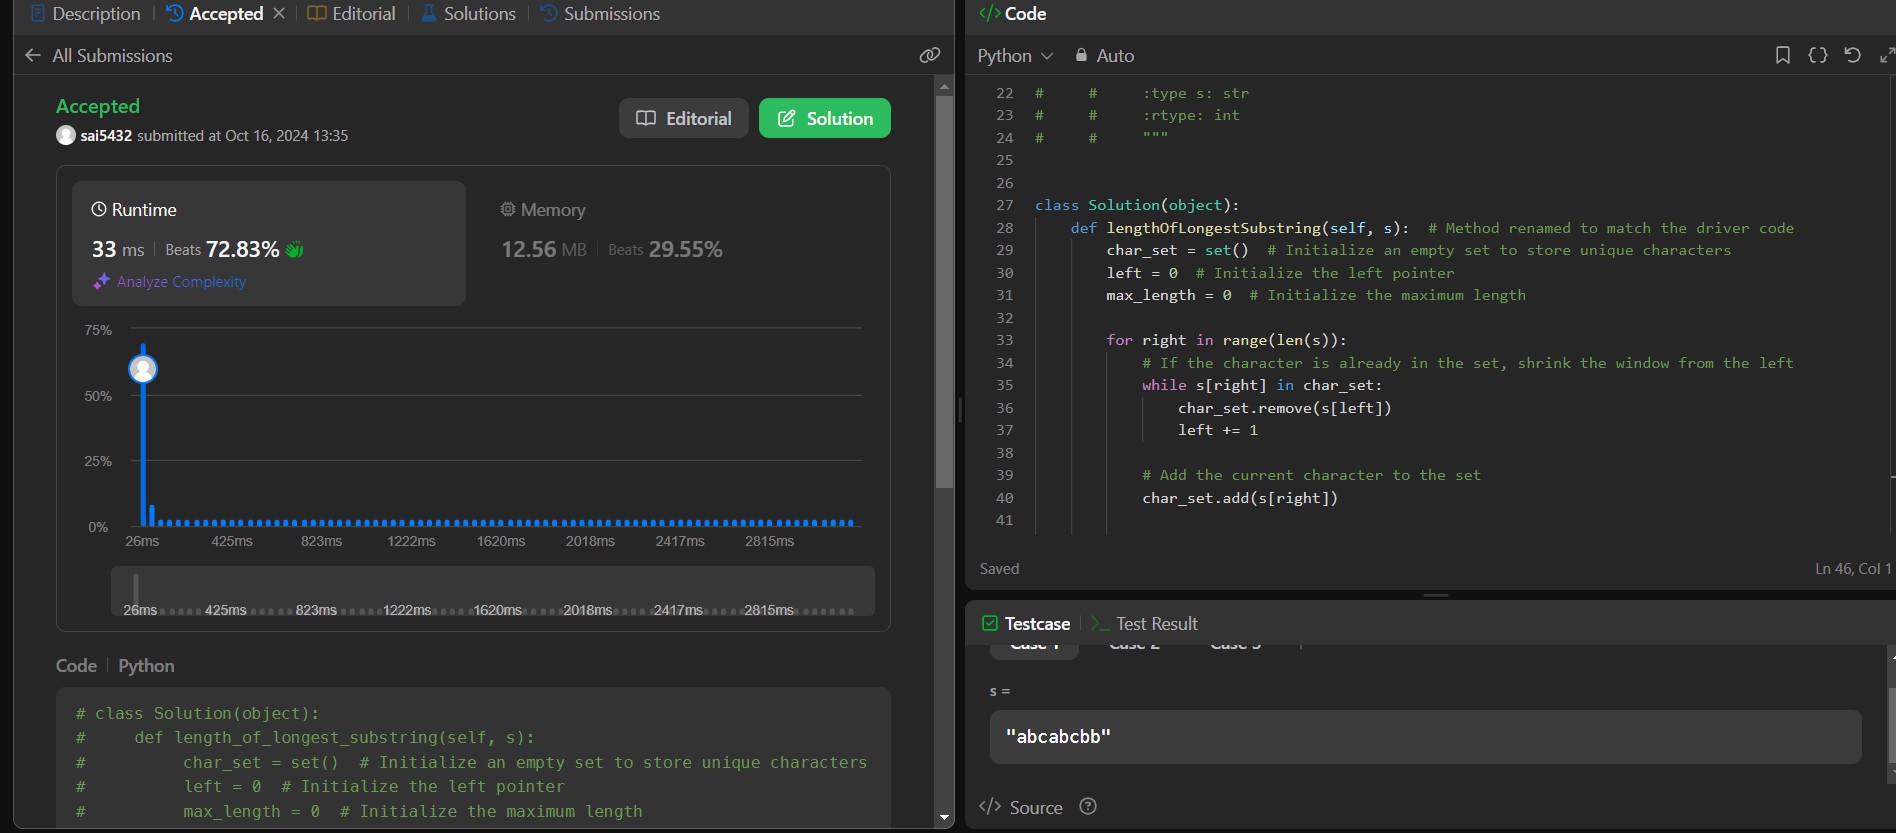 Description
Accepted
Editorial
Solutions
Submissions
All Submissions
Accepted
sai5432 submitted at Oct 16, 2024 13:35
Editorial
Solution
Runtime
33 ms
Beats 72.83%
Analyze Complexity
Memory
12.56 MB
Beats 29.55%
75%
50%
25%
0%
26ms 425ms 823ms 1222ms 1620ms 2018ms 2417ms 2815ms
26ms 425ms 823ms 1222ms 1620ms 2018ms 2417ms 2815ms
Code | Python
# class Solution(object):
#     def length_of_longest_substring(self, s):
#          char_set = set()  # Initialize an empty set to store unique characters
#          left = 0  # Initialize the left pointer
#          max_length = 0  # Initialize the maximum length
</> Code
Python
Auto
22 #     #     :type s: str
23 #     #     :rtype: int
24 #     #     """
25
26
27 class Solution(object):
28     def lengthOfLongestSubstring(self, s):  # Method renamed to match the driver code
29         char_set = set()  # Initialize an empty set to store unique characters
30         left = 0  # Initialize the left pointer
31         max_length = 0  # Initialize the maximum length
32
33         for right in range(len(s)):
34             # If the character is already in the set, shrink the window from the left
35             while s[right] in char_set:
36                 char_set.remove(s[left])
37                 left += 1
38
39             # Add the current character to the set
40             char_set.add(s[right])
41
Saved
Ln 46, Col 1
Testcase
Test Result
Case 1 Case 2 Case 3
s =
"abcabcbb"
</> Source